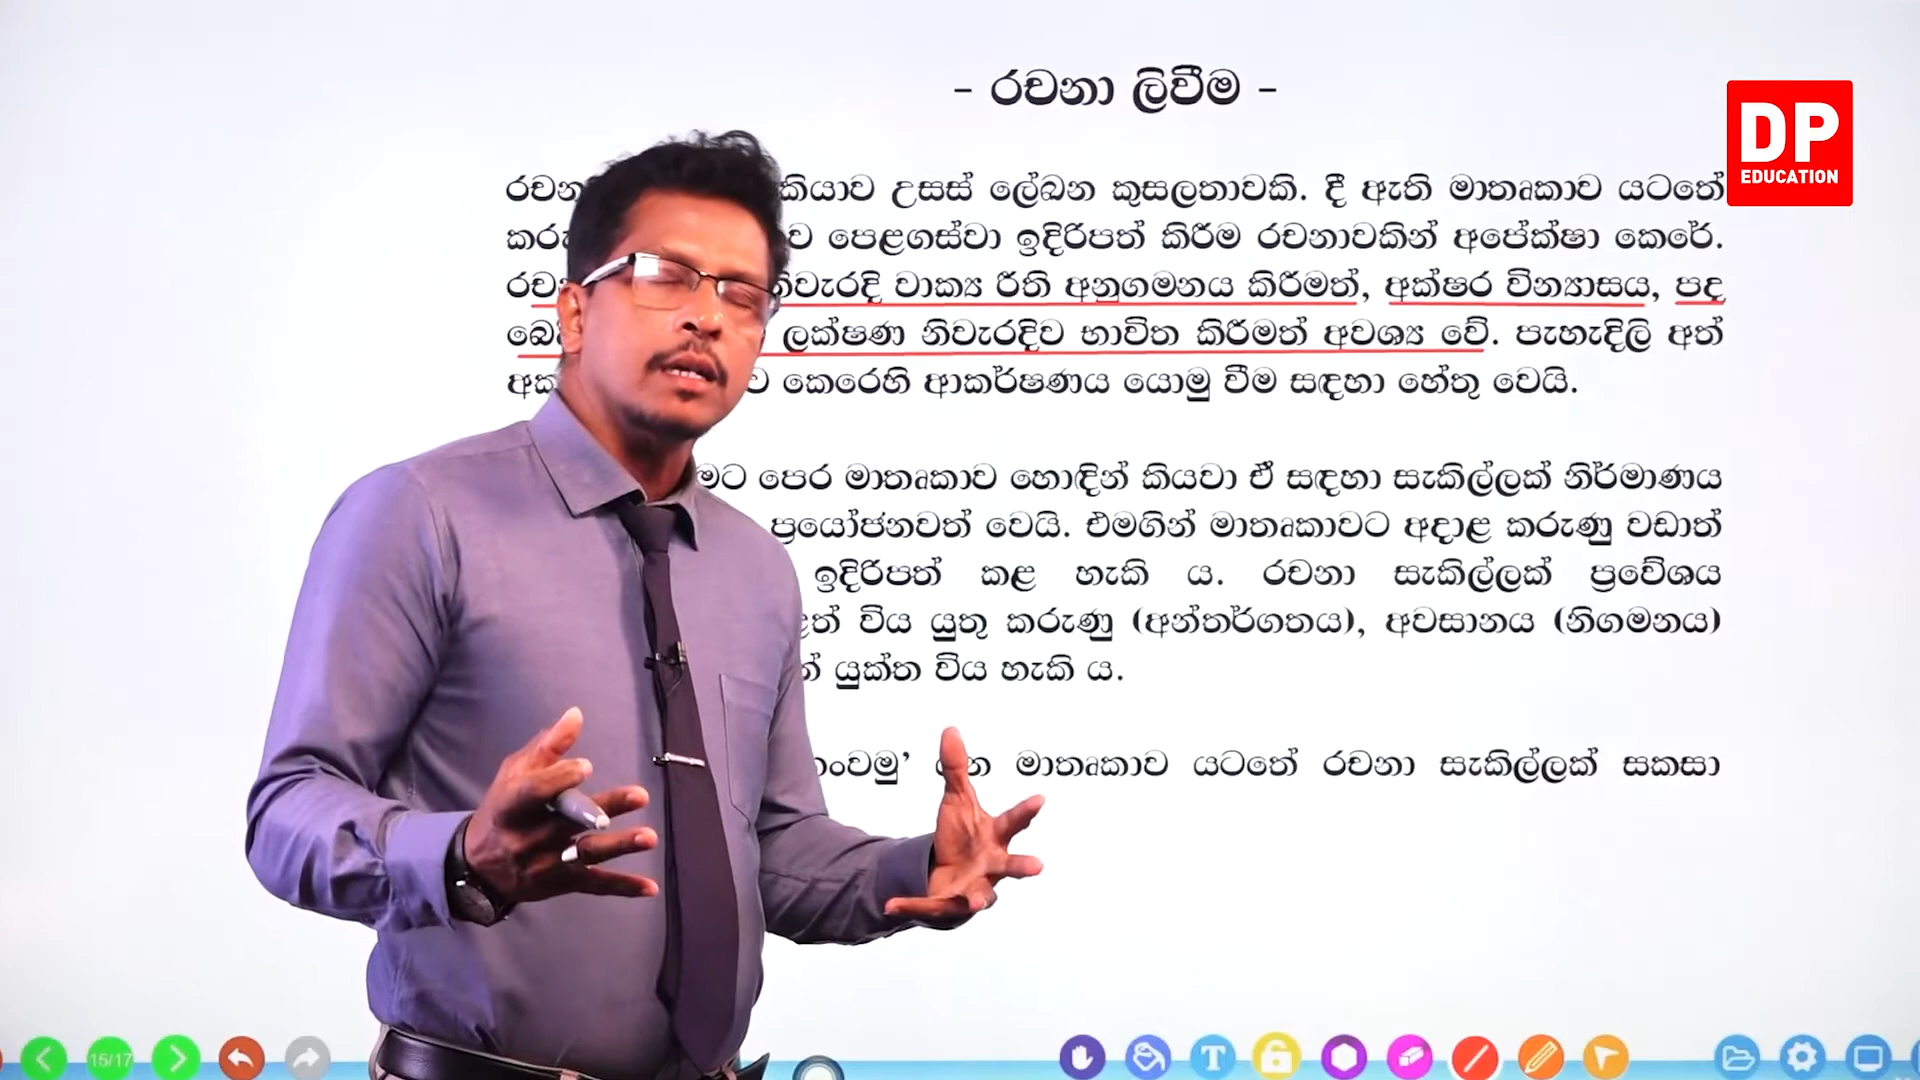 - රචනා ලිවීම -
DP
EDUCATION
කියාව උසස් ලේඛන කුසලතාවකි. දී ඇති මාතෘකාව යටතේ
පෙළගස්වා ඉදිරිපත් කිරීම රචනාවකින් අපේක්ෂා කෙරේ.
වාක්‍ය රීති අනුගමනය කිරීමත්, අක්ෂර වින්‍යාසය, පද
ලක්ෂණ නිවැරදිව භාවිත කිරීමත් අවශ්‍ය වේ. පැහැදිලි අත්
කෙරෙහි ආකර්ෂණය යොමු වීම සඳහා හේතු වෙයි.
පෙර මාතෘකාව හොඳින් කියවා ඒ සඳහා සැකිල්ලක් නිර්මාණය
ප්‍රයෝජනවත් වෙයි. එමගින් මාතෘකාවට අදාළ කරුණු වඩාත්
ඉදිරිපත් කළ හැකි ය. රචනා සැකිල්ලක් ප්‍රවේශය
විය යුතු කරුණු (අන්තර්ගතය), අවසානය (නිගමනය)
යුක්ත විය හැකි ය.
මාතෘකාව යටතේ රචනා සැකිල්ලක් සකසා
15/17
T